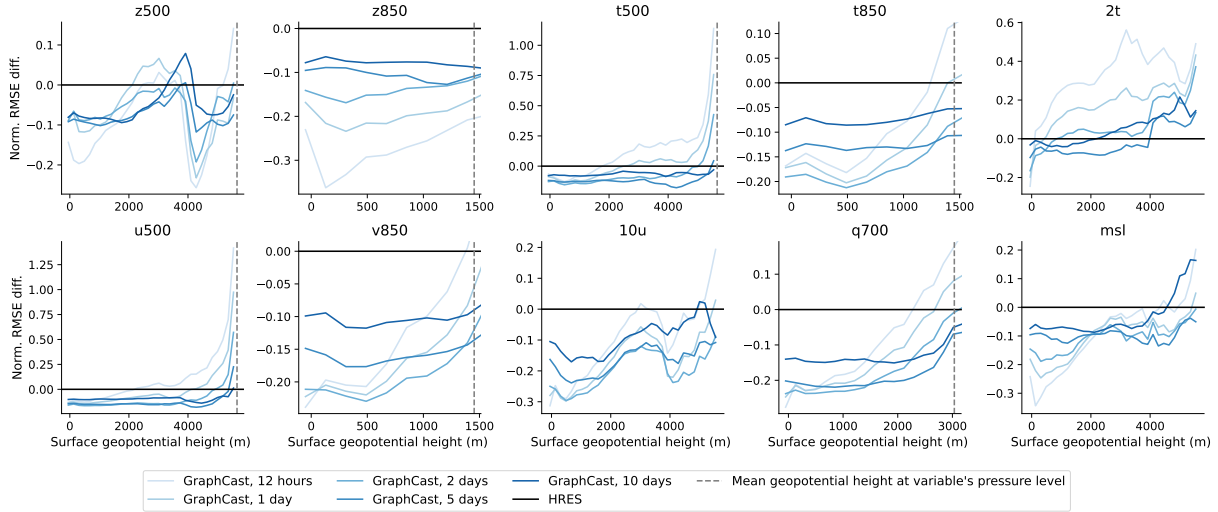 z500 z850 t500 t850 2t
Norm. RMSE diff.
0.1 0.0 −0.1 −0.2
0 2000 4000
0.0 −0.1 −0.2 −0.3
0 500 1000 1500
1.00 0.75 0.50 0.25 0.00
0 2000 4000
0.10 0.05 0.00 −0.05 −0.10 −0.15 −0.20
0 500 1000 1500
0.6 0.4 0.2 0.0 −0.2
0 2000 4000
u500 v850 10u q700 msl
Norm. RMSE diff.
1.25 1.00 0.75 0.50 0.25 0.00
0 2000 4000
0.00 −0.05 −0.10 −0.15 −0.20
0 500 1000 1500
0.2 0.1 0.0 −0.1 −0.2 −0.3
0 2000 4000
0.1 0.0 −0.1 −0.2
0 1000 2000 3000
0.2 0.1 0.0 −0.1 −0.2 −0.3
0 2000 4000
Surface geopotential height (m) Surface geopotential height (m) Surface geopotential height (m) Surface geopotential height (m) Surface geopotential height (m)
GraphCast, 12 hours GraphCast, 2 days GraphCast, 10 days Mean geopotential height at variable's pressure level
GraphCast, 1 day GraphCast, 5 days HRES